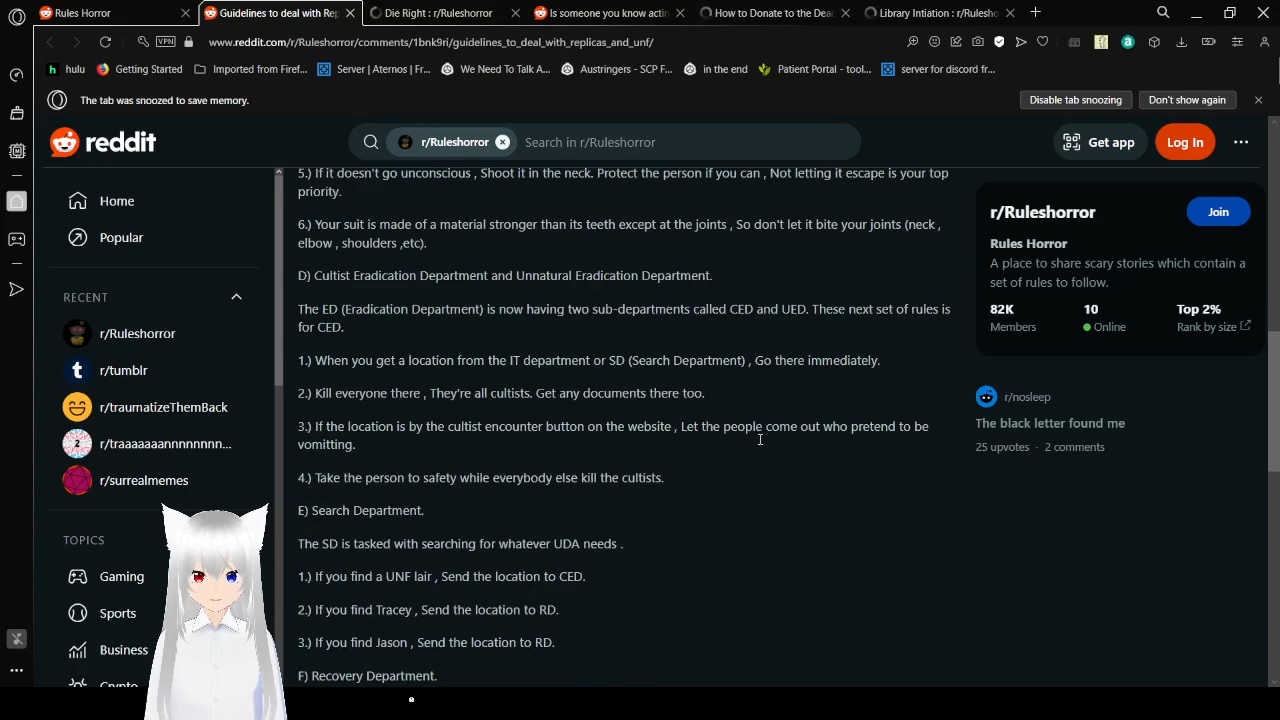 Rules Horror
Guidelines to deal with Rep
Die Right : r/Ruleshorror
Is someone you know actin
How to Donate to the Dea
Library Intiation : r/Rulesho
VPN
www.reddit.com/r/Ruleshorror/comments/1bnk9ri/guidelines_to_deal_with_replicas_and_unf/
hulu
Getting Started
Imported from Firef...
Server | Aternos | Fr...
We Need To Talk A...
Austringers - SCP F...
in the end
Patient Portal - tool...
server for discord fr...
The tab was snoozed to save memory.
Disable tab snoozing
Don't show again
reddit
r/Ruleshorror
Search in r/Ruleshorror
Get app
Log In
Home
Popular
RECENT
r/Ruleshorror
r/tumblr
r/traumatizeThemBack
r/traaaaaaannnnnnnn...
r/surrealmemes
TOPICS
Gaming
Sports
Business
Crypto
5.) If it doesn't go unconscious , Shoot it in the neck. Protect the person if you can , Not letting it escape is your top
priority.
6.) Your suit is made of a material stronger than its teeth except at the joints , So don't let it bite your joints (neck ,
elbow , shoulders ,etc).
D) Cultist Eradication Department and Unnatural Eradication Department.
The ED (Eradication Department) is now having two sub-departments called CED and UED. These next set of rules is
for CED.
1.) When you get a location from the IT department or SD (Search Department) , Go there immediately.
2.) Kill everyone there , They're all cultists. Get any documents there too.
3.) If the location is by the cultist encounter button on the website , Let the people come out who pretend to be
vomitting.
4.) Take the person to safety while everybody else kill the cultists.
E) Search Department.
The SD is tasked with searching for whatever UDA needs .
1.) If you find a UNF lair , Send the location to CED.
2.) If you find Tracey , Send the location to RD.
3.) If you find Jason , Send the location to RD.
F) Recovery Department.
r/Ruleshorror
Join
Rules Horror
A place to share scary stories which contain a
set of rules to follow.
82K
10
Top 2%
Members
Online
Rank by size
r/nosleep
The black letter found me
25 upvotes · 2 comments